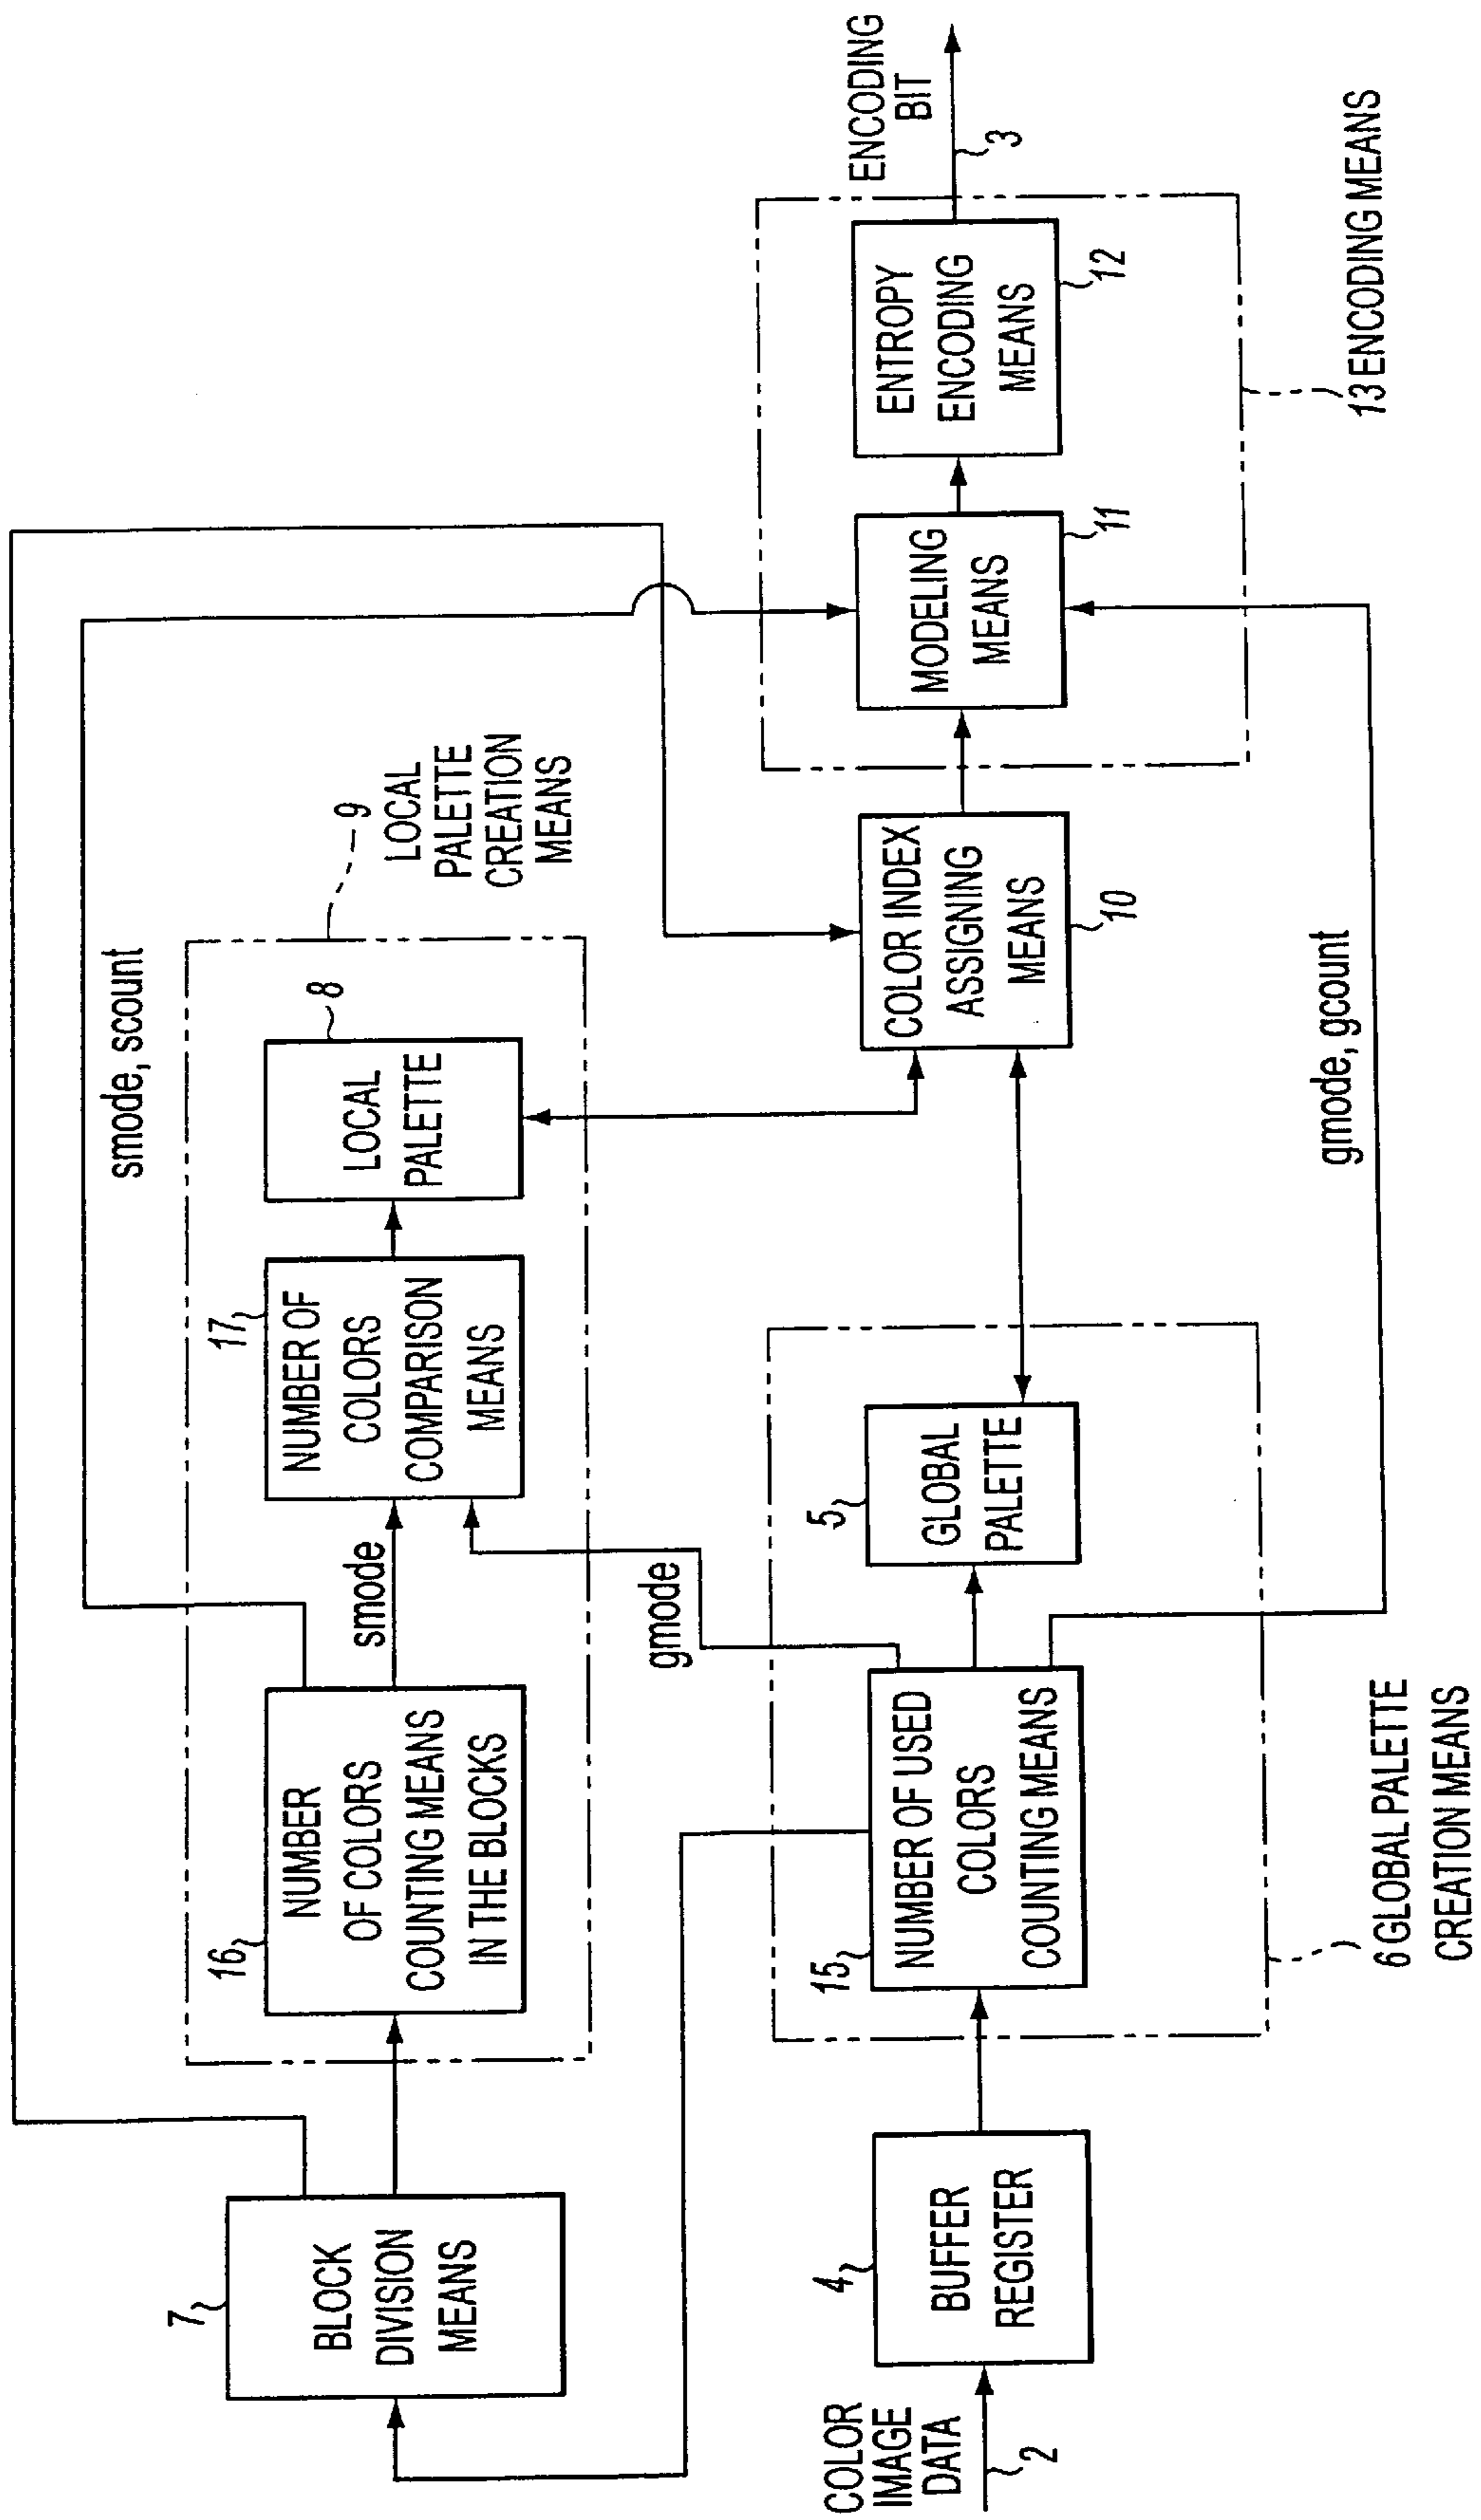 7
BLOCK
DIVISION
MEANS
16
NUMBER
OF COLORS
COUNTING MEANS
IN THE BLOCKS
smode
17
NUMBER OF
COLORS
COMPARISON
MEANS
8
LOCAL
PALETTE
smode, scount
9
LOCAL
PALETTE
CREATION
MEANS
gmode
COLOR
IMAGE
DATA
2
4
BUFFER
REGISTER
15
NUMBER OF USED
COLORS
COUNTING MEANS
5
GLOBAL
PALETTE
6 GLOBAL PALETTE
CREATION MEANS
COLOR INDEX
ASSIGNING
MEANS
10
gmode, gcount
MODELING
MEANS
11
ENTROPY
ENCODING
MEANS
12
ENCODING
BIT
3
13 ENCODING MEANS